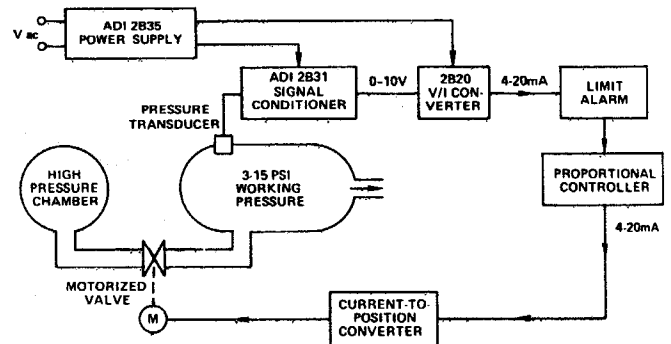 V ac
ADI 2B35
POWER SUPPLY
ADI 2B31
SIGNAL
CONDITIONER
0-10V
2B20
V/I CON-
VERTER
4-20mA
LIMIT
ALARM
PRESSURE
TRANSDUCER
HIGH
PRESSURE
CHAMBER
3-15 PSI
WORKING
PRESSURE
PROPORTIONAL
CONTROLLER
4-20mA
MOTORIZED
VALVE
M
CURRENT-TO-
POSITION
CONVERTER